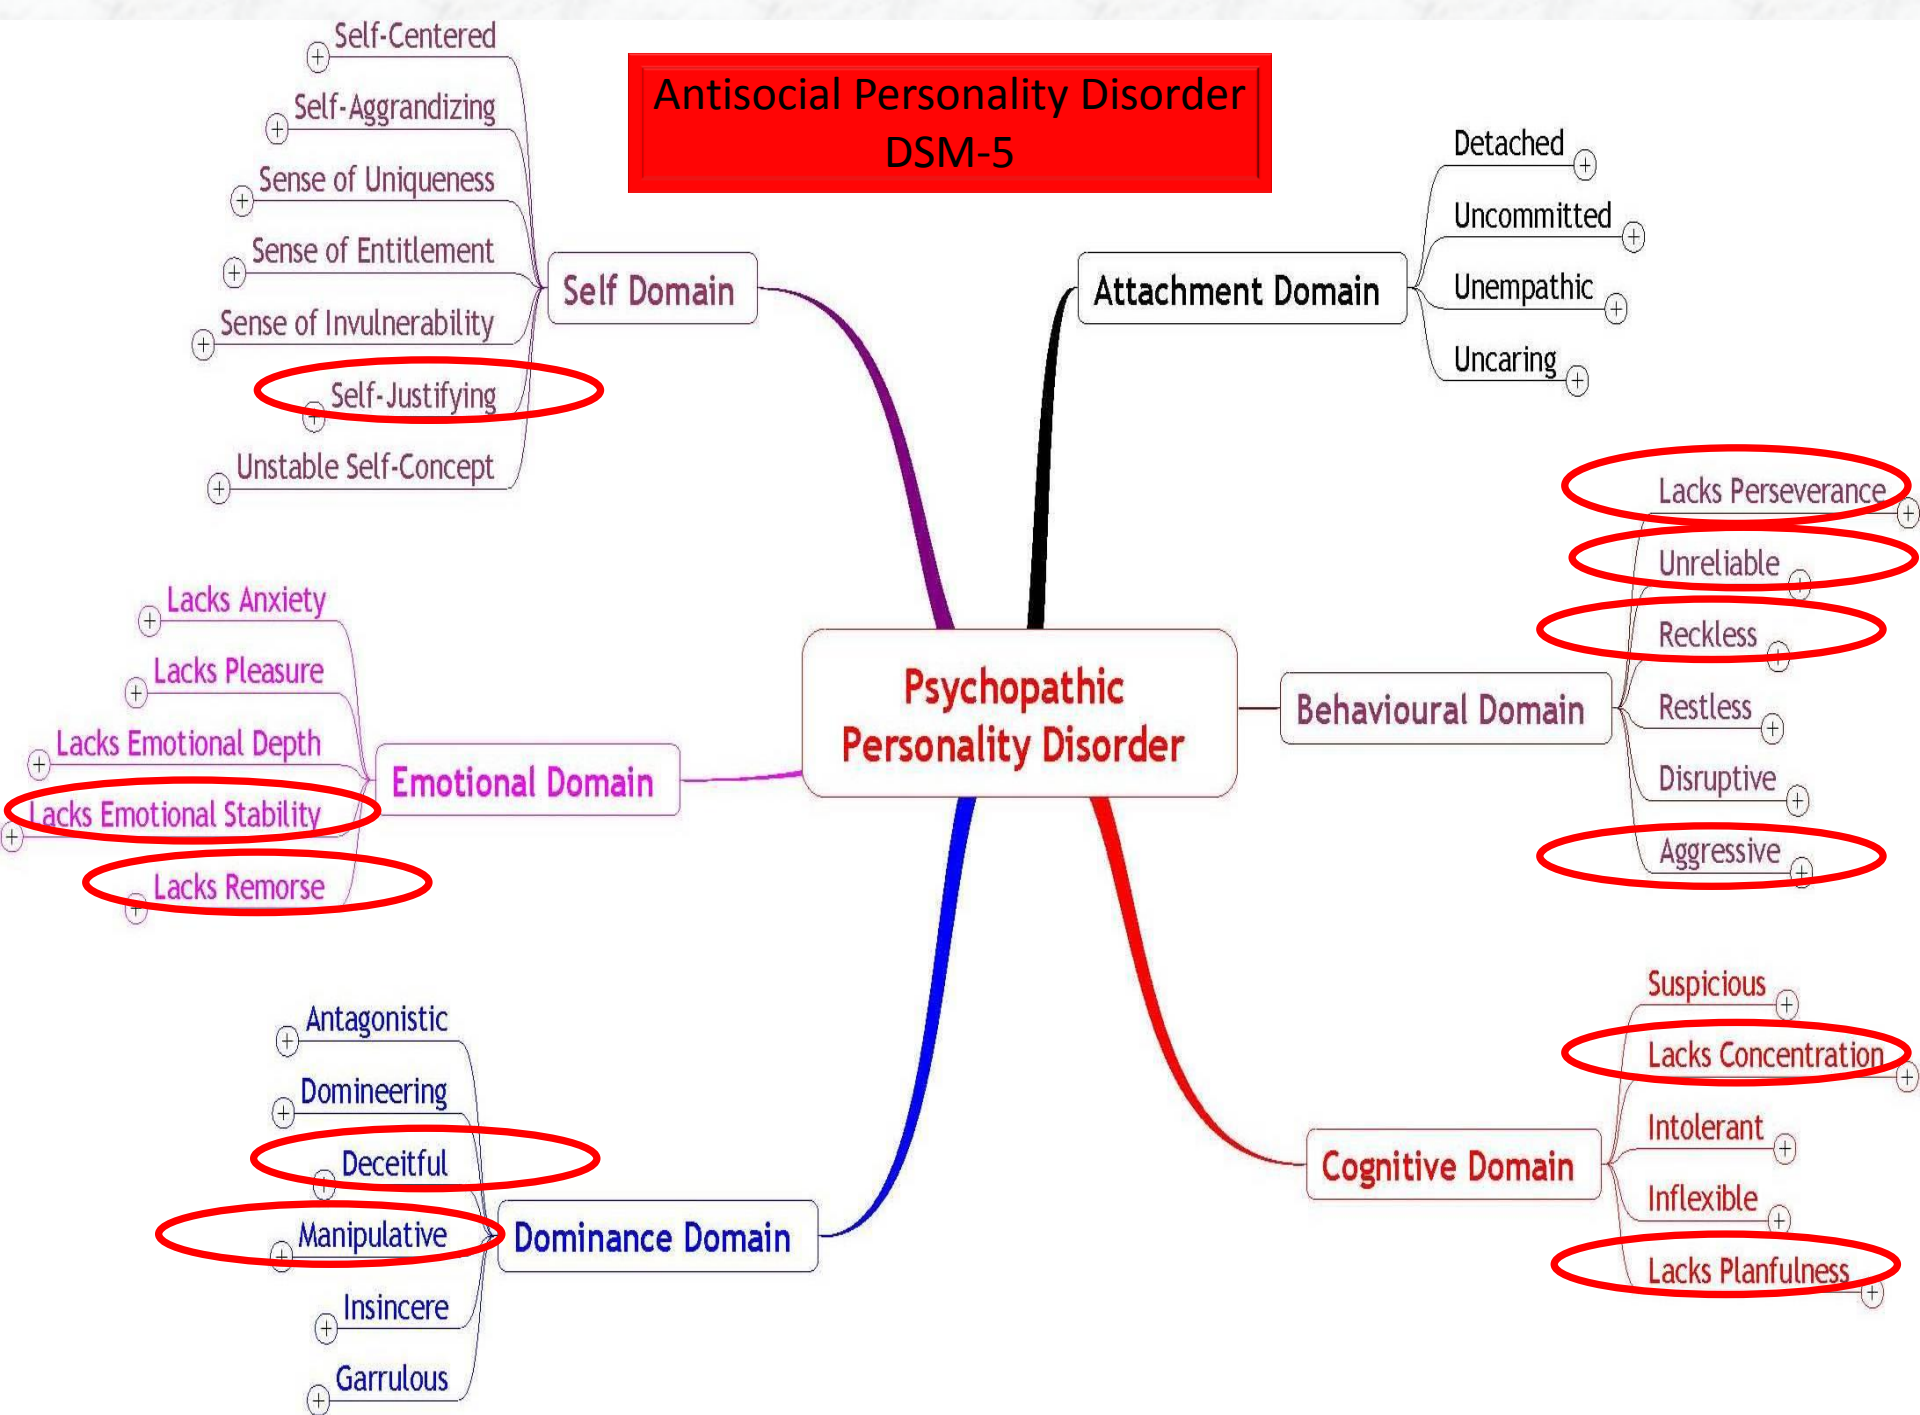 Antisocial Personality Disorder
DSM-5
Self-Centered
Self-Aggrandizing
Sense of Uniqueness
Sense of Entitlement
Sense of Invulnerability
Self-Justifying
Unstable Self-Concept
Self Domain
Detached
Uncommitted
Unempathic
Uncaring
Attachment Domain
Lacks Anxiety
Lacks Pleasure
Lacks Emotional Depth
Lacks Emotional Stability
Lacks Remorse
Emotional Domain
Psychopathic
Personality Disorder
Behavioural Domain
Lacks Perseverance
Unreliable
Reckless
Restless
Disruptive
Aggressive
Antagonistic
Domineering
Deceitful
Manipulative
Insincere
Garrulous
Dominance Domain
Cognitive Domain
Suspicious
Lacks Concentration
Intolerant
Inflexible
Lacks Planfulness